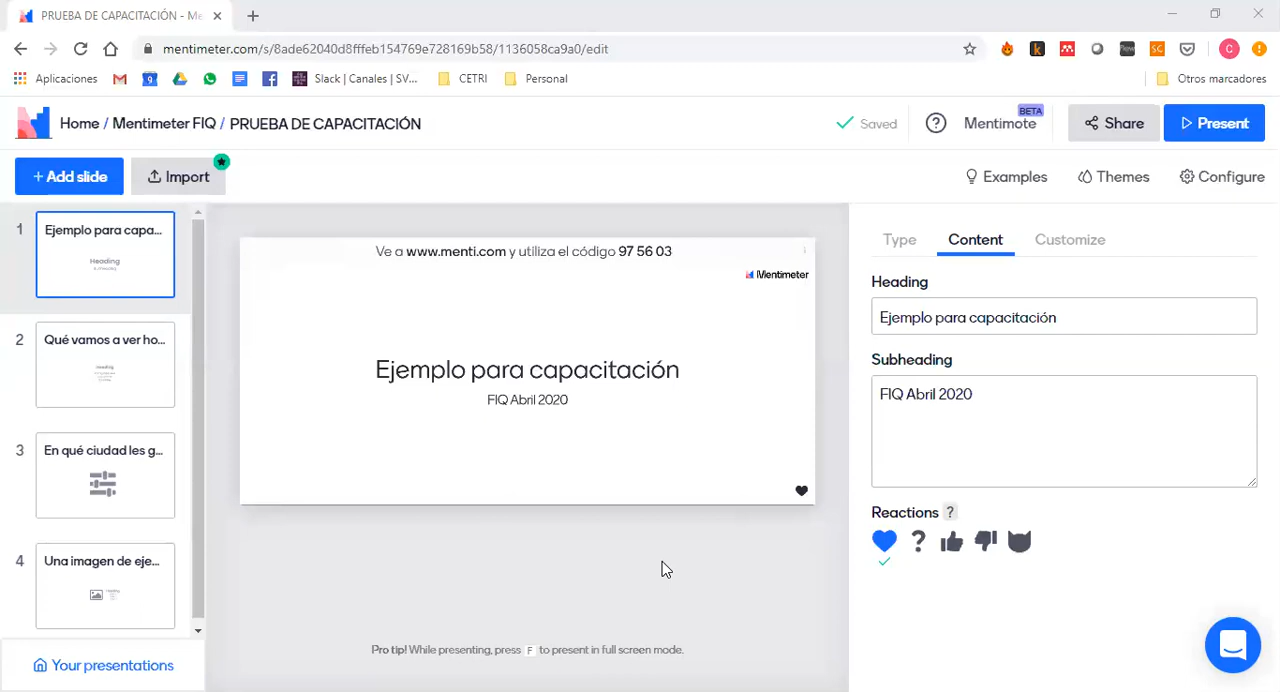 PRUEBA DE CAPACITACIÓN - Me
mentimeter.com/s/8ade62040d8fffeb154769e728169b58/1136058ca9a0/edit
Aplicaciones
Slack | Canales | SV...
CETRI
Personal
Otros marcadores
Home / Mentimeter FIQ / PRUEBA DE CAPACITACIÓN
Saved
Mentimote
BETA
Share
Present
+ Add slide
Import
Examples
Themes
Configure
1
Ejemplo para capa...
Heading
2
Qué vamos a ver ho...
Heading
3
En qué ciudad les g...
4
Una imagen de eje...
Your presentations
Ve a www.menti.com y utiliza el código 97 56 03
Mentimeter
Ejemplo para capacitación
FIQ Abril 2020
Pro tip! While presenting, press F to present in full screen mode.
Type
Content
Customize
Heading
Ejemplo para capacitación
Subheading
FIQ Abril 2020
Reactions ?